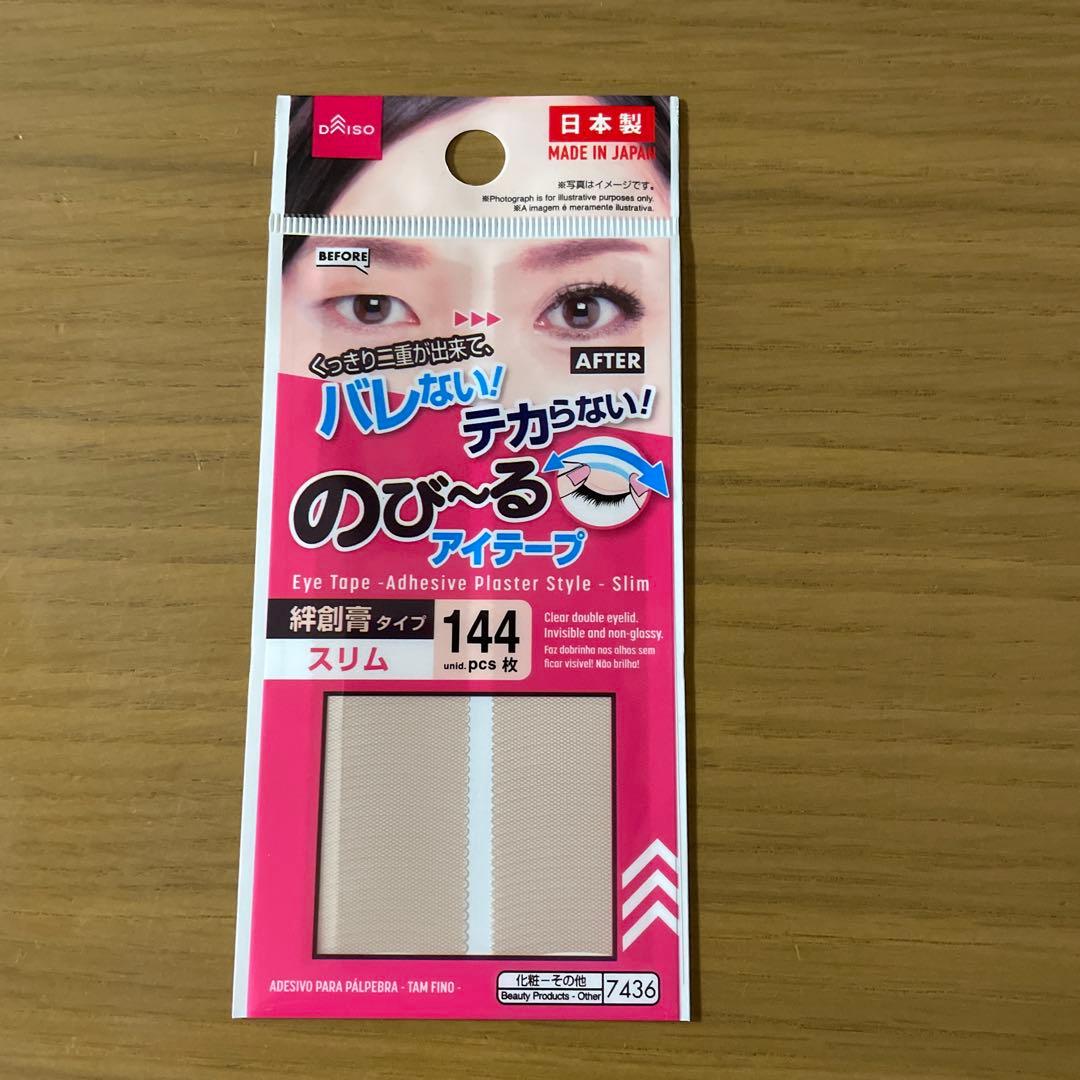 DAISO
日本製
MADE IN JAPAN
※写真はイメージです。
※Photograph is for illustrative purposes only.
※A imagem é meramente ilustrativa.
BEFORE
AFTER
くっきり二重が出来て、
バレない!
テカらない!
のび～る
アイテープ
Eye Tape -Adhesive Plaster Style - Slim
絆創膏タイプ
スリム
144
unid. pcs 枚
Clear double eyelid.
Invisible and non-glossy.
Faz dobrinha nos olhos sem
ficar visível! Não brilha!
ADESIVO PARA PÁLPEBRA - TAM FINO -
化粧－その他
Beauty Products - Other
7436